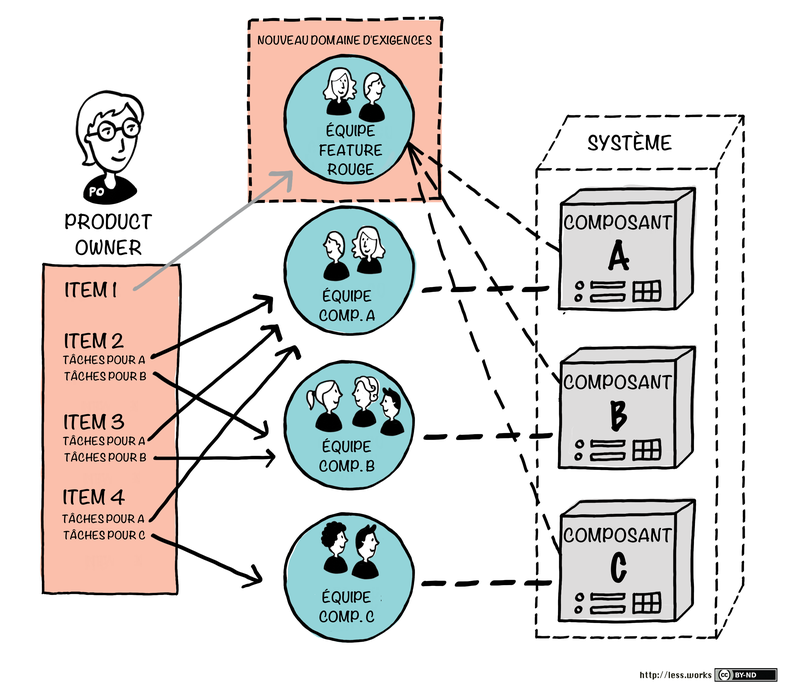 NOUVEAU DOMAINE D'EXIGENCES
ÉQUIPE
FEATURE
ROUGE
PO
PRODUCT
OWNER
ITEM 1
ITEM 2
TÂCHES POUR A
TÂCHES POUR B
ITEM 3
TÂCHES POUR A
TÂCHES POUR B
ITEM 4
TÂCHES POUR A
TÂCHES POUR C
ÉQUIPE
COMP. A
ÉQUIPE
COMP. B
ÉQUIPE
COMP. C
SYSTÈME
COMPOSANT
A
COMPOSANT
B
COMPOSANT
C
http://less.works
cc BY-ND